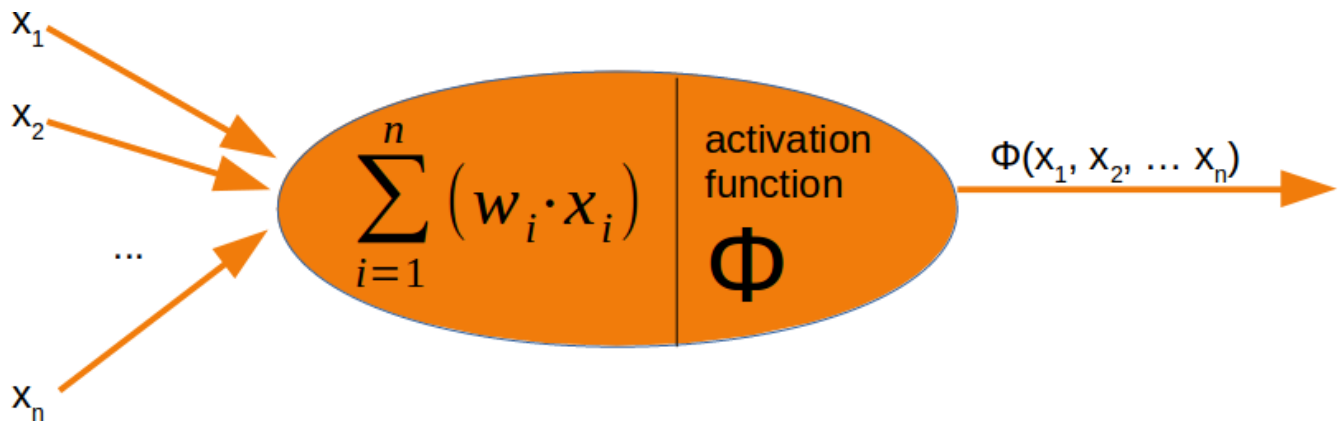 x₁
x₂
...
xₙ
n
∑ (wᵢ · xᵢ)
i=1
activation
function
Φ
Φ(x₁, x₂, … xₙ)